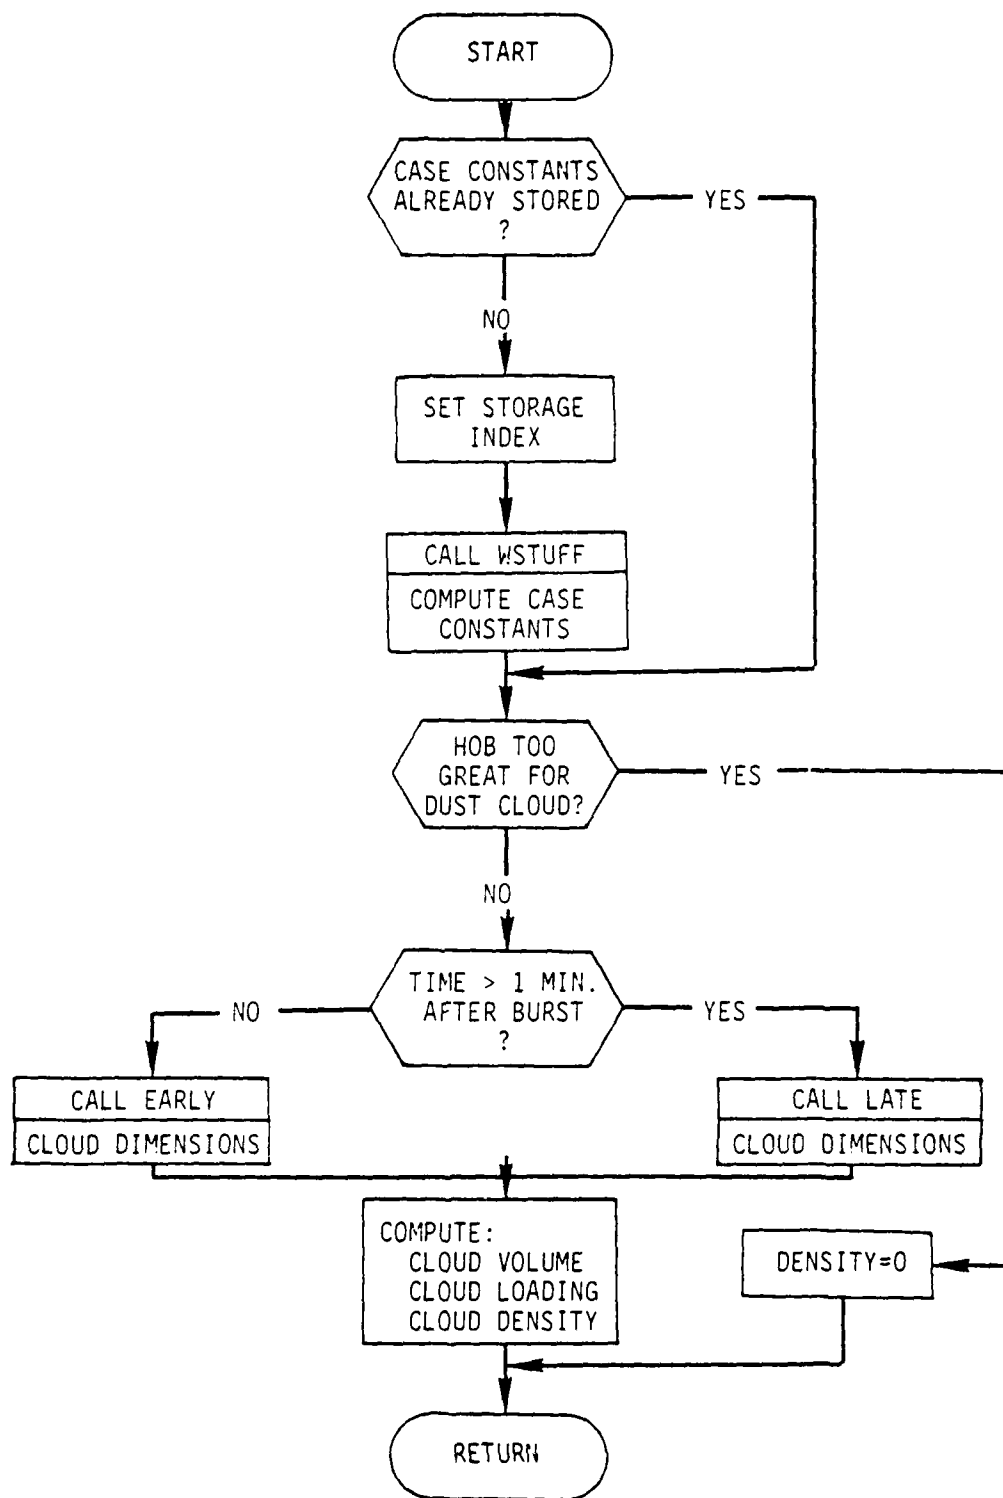 START
CASE CONSTANTS
ALREADY STORED
?
YES
NO
SET STORAGE
INDEX
CALL WSTUFF
COMPUTE CASE
CONSTANTS
HOB TOO
GREAT FOR
DUST CLOUD?
YES
NO
TIME > 1 MIN.
AFTER BURST
?
NO
YES
CALL EARLY
CLOUD DIMENSIONS
CALL LATE
CLOUD DIMENSIONS
COMPUTE:
CLOUD VOLUME
CLOUD LOADING
CLOUD DENSITY
DENSITY=0
RETURN